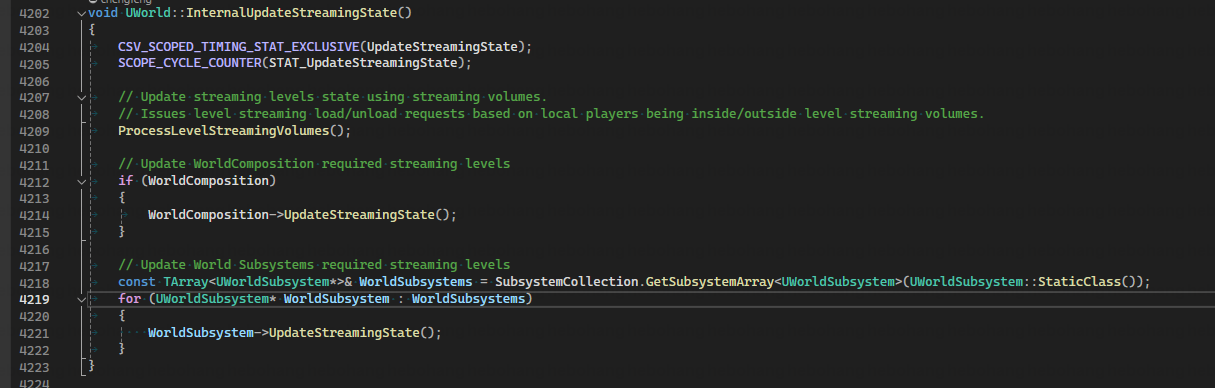 4202 void UWorld::InternalUpdateStreamingState()
4203 {
4204 CSV_SCOPED_TIMING_STAT_EXCLUSIVE(UpdateStreamingState);
4205 SCOPE_CYCLE_COUNTER(STAT_UpdateStreamingState);
4206
4207 // Update streaming levels state using streaming volumes.
4208 // Issues level streaming load/unload requests based on local players being inside/outside level streaming volumes.
4209 ProcessLevelStreamingVolumes();
4210
4211 // Update WorldComposition required streaming levels
4212 if (WorldComposition)
4213 {
4214 WorldComposition->UpdateStreamingState();
4215 }
4216
4217 // Update World Subsystems required streaming levels
4218 const TArray<UWorldSubsystem*>& WorldSubsystems = SubsystemCollection.GetSubsystemArray<UWorldSubsystem>(UWorldSubsystem::StaticClass());
4219 for (UWorldSubsystem* WorldSubsystem : WorldSubsystems)
4220 {
4221 WorldSubsystem->UpdateStreamingState();
4222 }
4223 }
4224